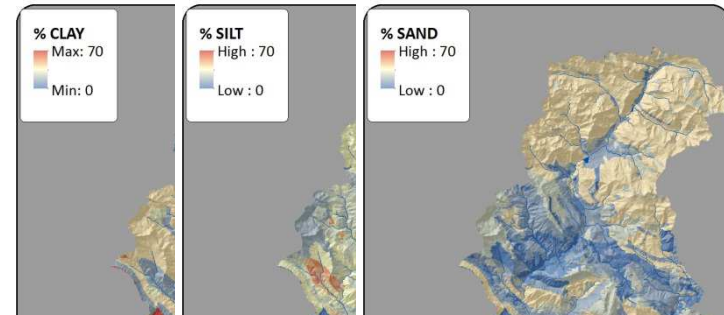 % CLAY
Max: 70
Min: 0
% SILT
High : 70
Low : 0
% SAND
High : 70
Low : 0